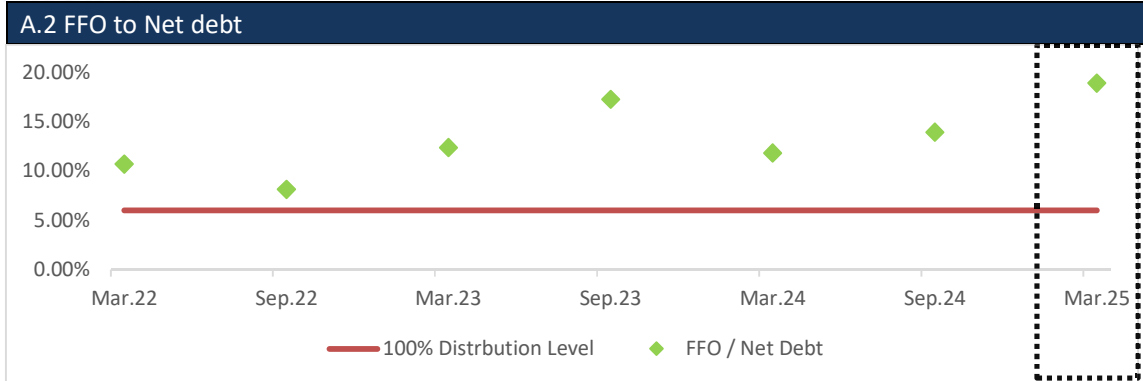 A.2 FFO to Net debt
20.00%
15.00%
10.00%
5.00%
0.00%
Mar.22 Sep.22 Mar.23 Sep.23 Mar.24 Sep.24 Mar.25
100% Distrbution Level FFO / Net Debt